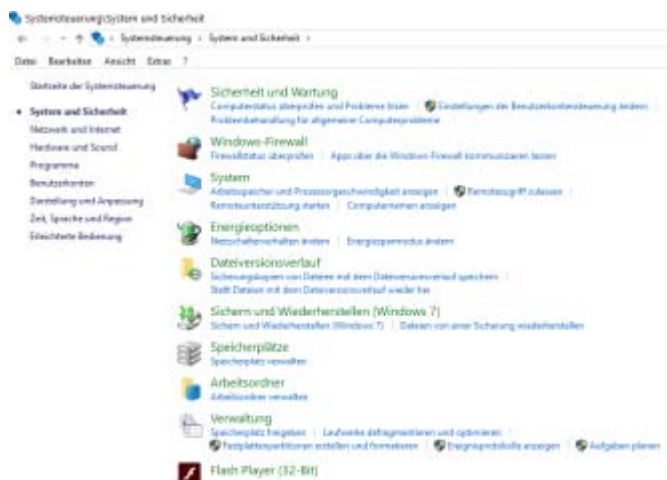 Systemsteuerung\System und Sicherheit
Systemsteuerung › System und Sicherheit ›
Datei Bearbeiten Ansicht Extras ?
Startseite der Systemsteuerung
System und Sicherheit
Netzwerk und Internet
Hardware und Sound
Programme
Benutzerkonten
Darstellung und Anpassung
Zeit, Sprache und Region
Erleichterte Bedienung
Sicherheit und Wartung
Computerstatus überprüfen und Probleme lösen | Einstellungen der Benutzerkontensteuerung ändern |
Problembehandlung für allgemeine Computerprobleme
Windows-Firewall
Firewallstatus überprüfen | Apps über die Windows-Firewall kommunizieren lassen
System
Arbeitsspeicher und Prozessorgeschwindigkeit anzeigen | Remotezugriff zulassen |
Remoteunterstützung starten | Computernamen anzeigen
Energieoptionen
Netzschalterverhalten ändern | Energiesparmodus ändern
Dateiversionsverlauf
Sicherungskopien von Dateien mit dem Dateiversionsverlauf speichern |
Stellt Dateien mit dem Dateiversionsverlauf wieder her
Sichern und Wiederherstellen (Windows 7)
Sichern und Wiederherstellen (Windows 7) | Dateien von einer Sicherung wiederherstellen
Speicherplätze
Speicherplatz verwalten
Arbeitsordner
Arbeitsordner verwalten
Verwaltung
Speicherplatz freigeben | Laufwerke defragmentieren und optimieren |
Festplattenpartitionen erstellen und formatieren | Ereignisprotokolle anzeigen | Aufgaben planen
Flash Player (32-Bit)